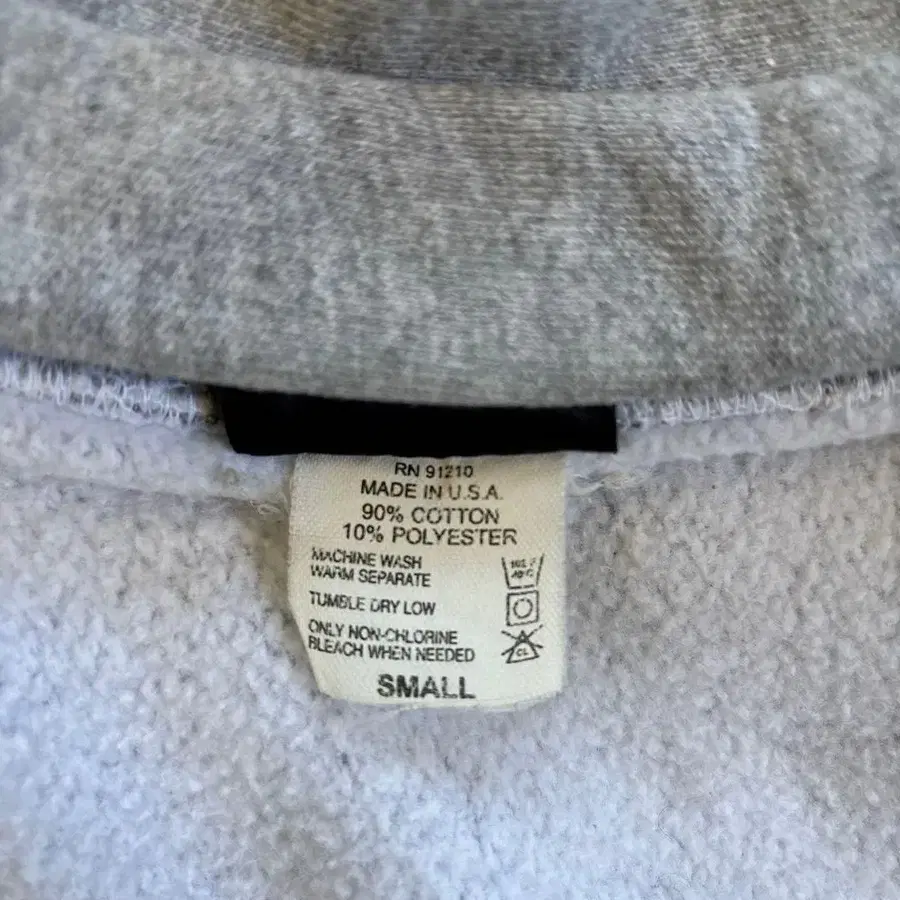 RN 91210
MADE IN U.S.A.
90% COTTON
10% POLYESTER
MACHINE WASH
WARM SEPARATE
TUMBLE DRY LOW
ONLY NON-CHLORINE
BLEACH WHEN NEEDED
CL
SMALL